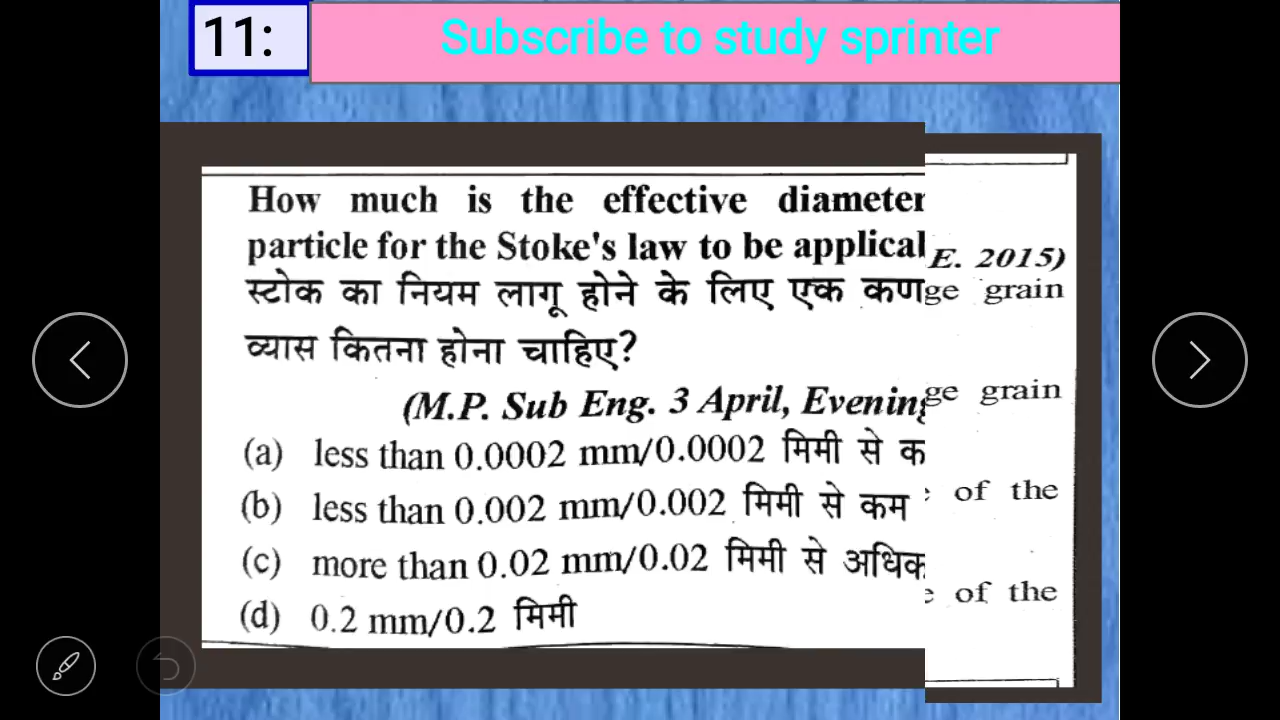 11:
Subscribe to study sprinter
How much is the effective diameter
particle for the Stoke's law to be applical
स्टोक का नियम लागू होने के लिए एक कण
व्यास कितना होना चाहिए?
(M.P. Sub Eng. 3 April, Evening
(a) less than 0.0002 mm/0.0002 मिमी से क
(b) less than 0.002 mm/0.002 मिमी से कम
(c) more than 0.02 mm/0.02 मिमी से अधिक
(d) 0.2 mm/0.2 मिमी
E. 2015)
ge grain
ge grain
of the
of the